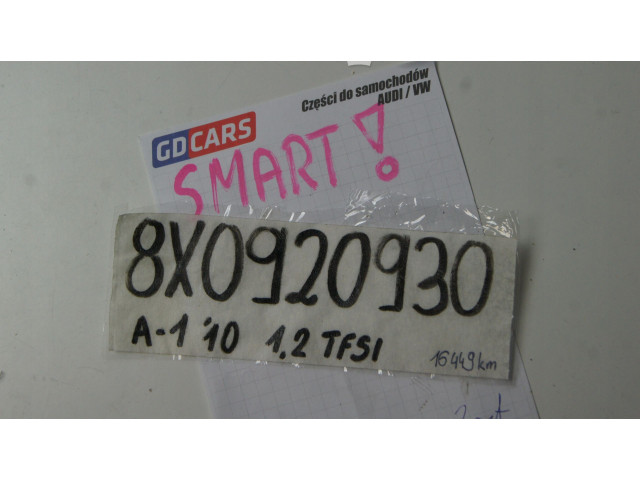 Części do samochodów
AUDI / VW
GDCARS
SMART!
8X0920930
A-1 '10 1.2 TFSI
16449km